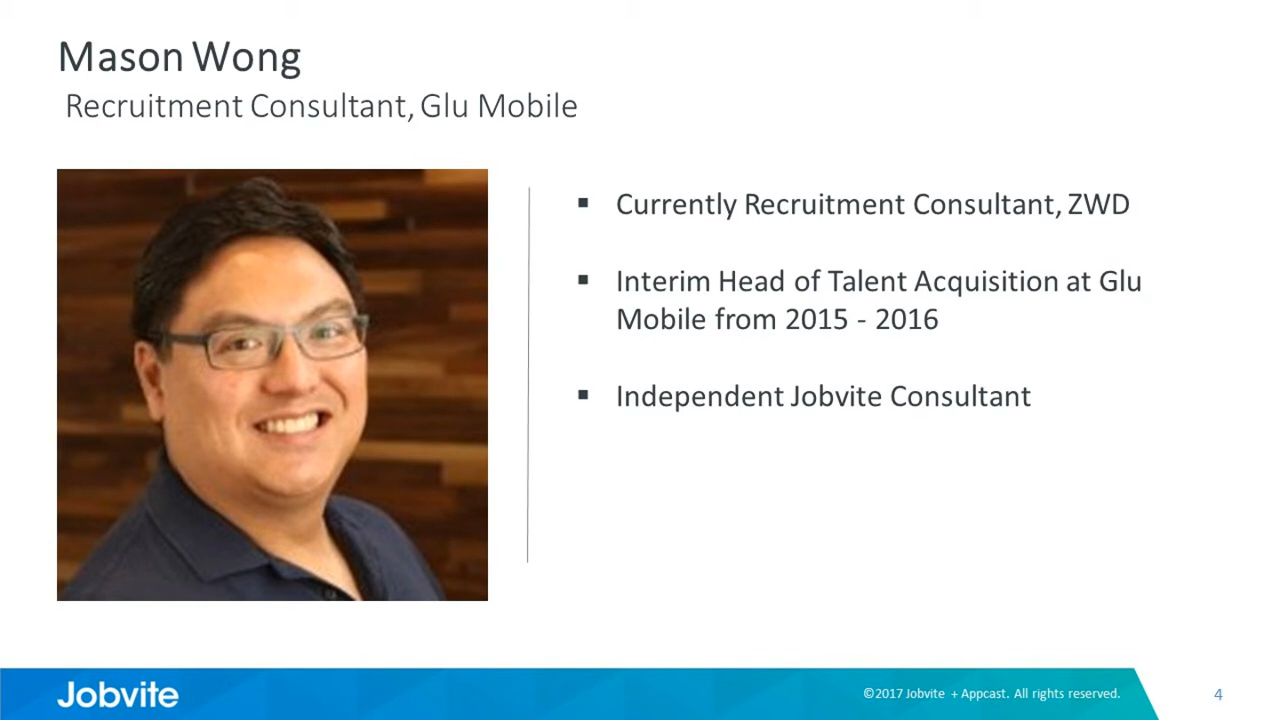 Mason Wong
Recruitment Consultant, Glu Mobile
▪ Currently Recruitment Consultant, ZWD
▪ Interim Head of Talent Acquisition at Glu
Mobile from 2015 - 2016
▪ Independent Jobvite Consultant
Jobvite
©2017 Jobvite + Appcast. All rights reserved.
4